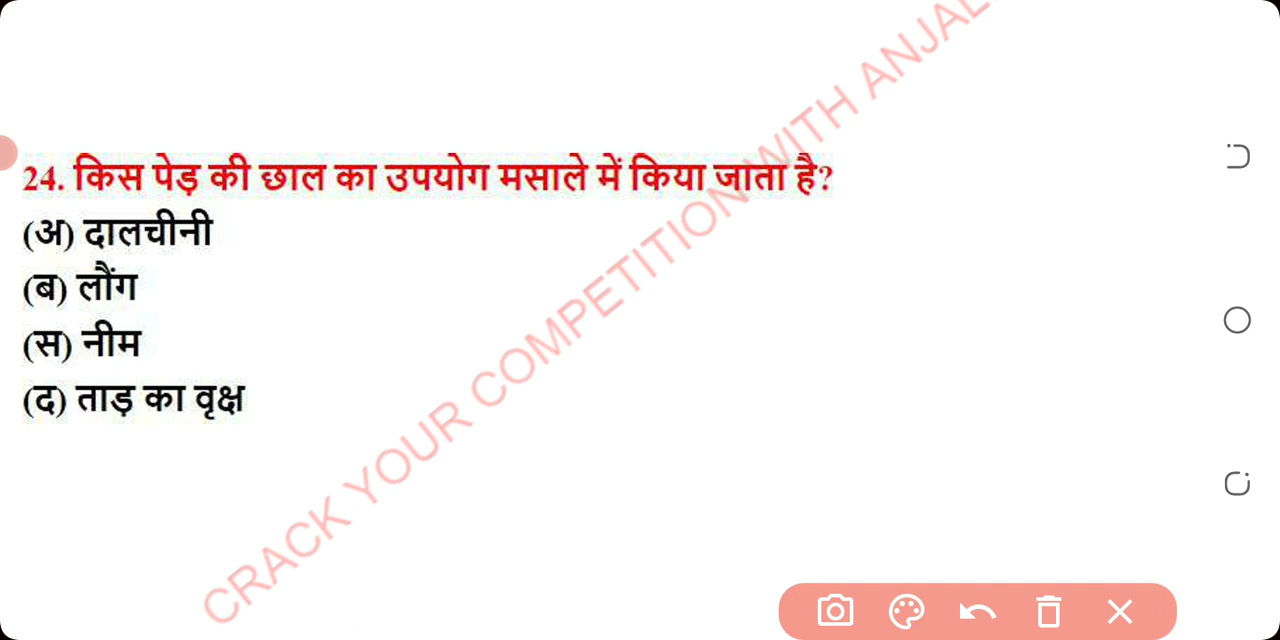 24. किस पेड़ की छाल का उपयोग मसाले में किया जाता है?
(अ) दालचीनी
(ब) लौंग
(स) नीम
(द) ताड़ का वृक्ष
CRACK YOUR COMPETITION WITH ANJAL